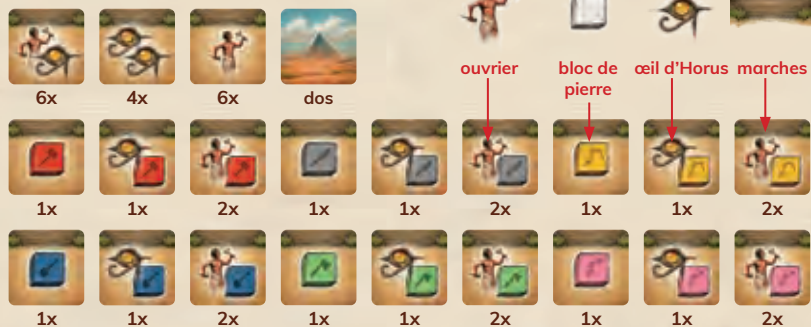 ouvrier bloc de pierre œil d'Horus marches
6x 4x 6x dos
1x 1x 2x 1x 1x 2x 1x 1x 2x
1x 1x 2x 1x 1x 2x 1x 1x 2x